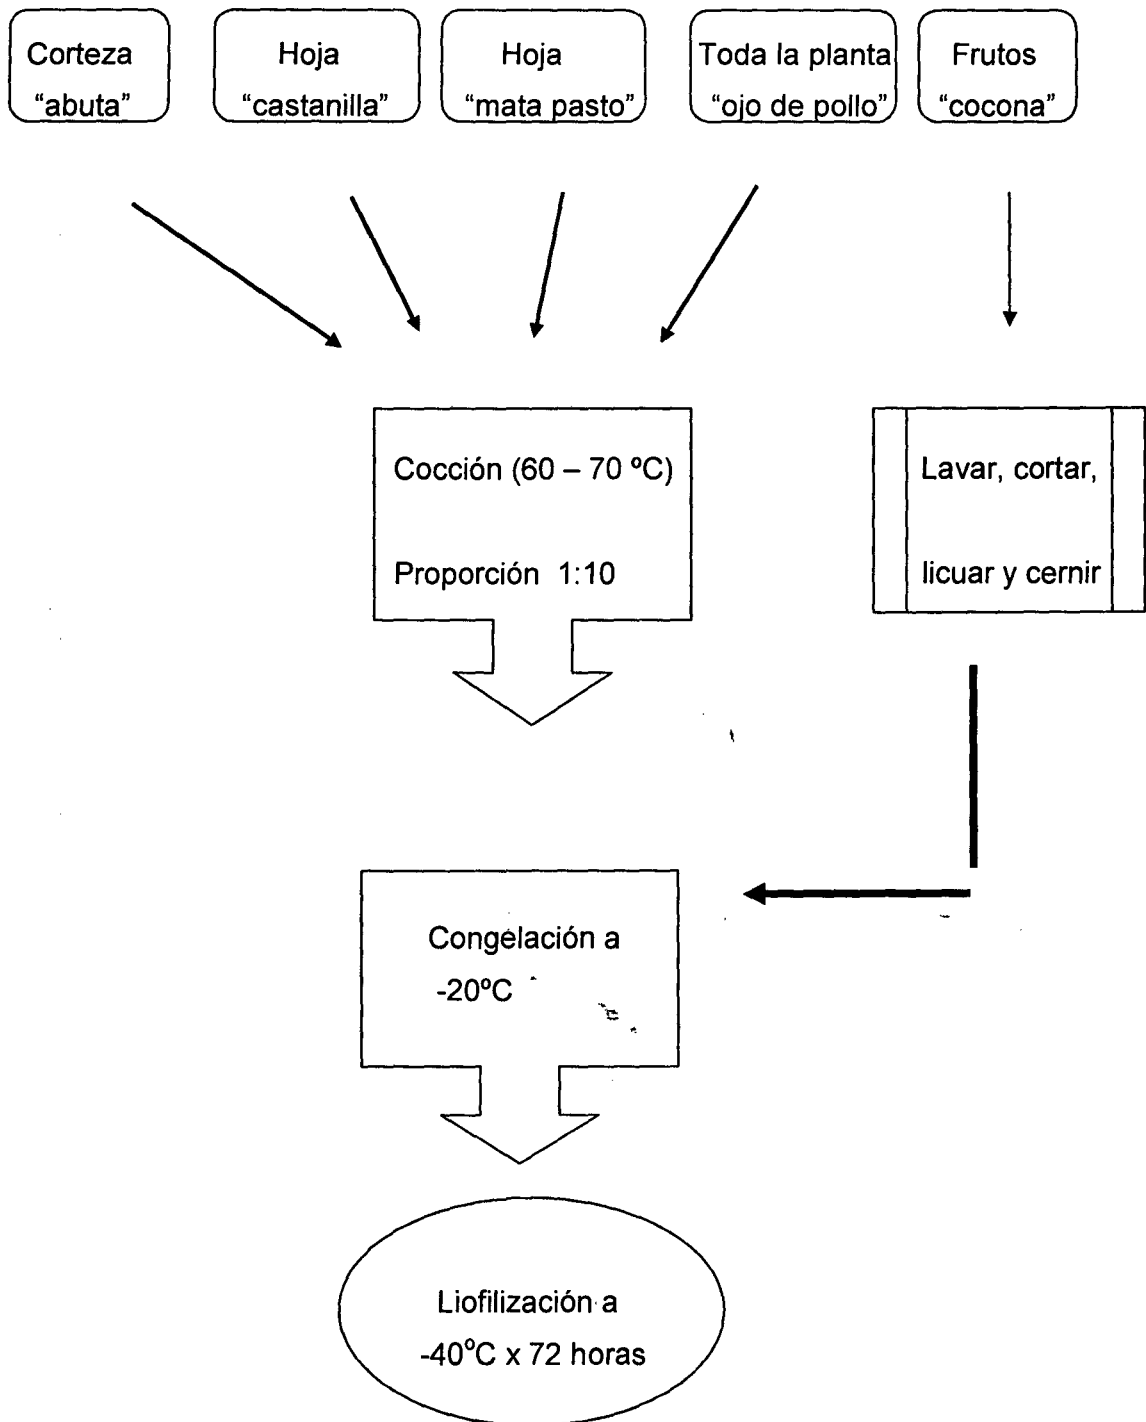 Corteza
“abuta”
Hoja
“castanilla”
Hoja
“mata pasto”
Toda la planta
“ojo de pollo”
Frutos
“cocona”
Cocción (60 – 70 ºC)
Proporción 1:10
Lavar, cortar,
licuar y cernir
Congelación a
-20ºC
Liofilización a
-40°C x 72 horas